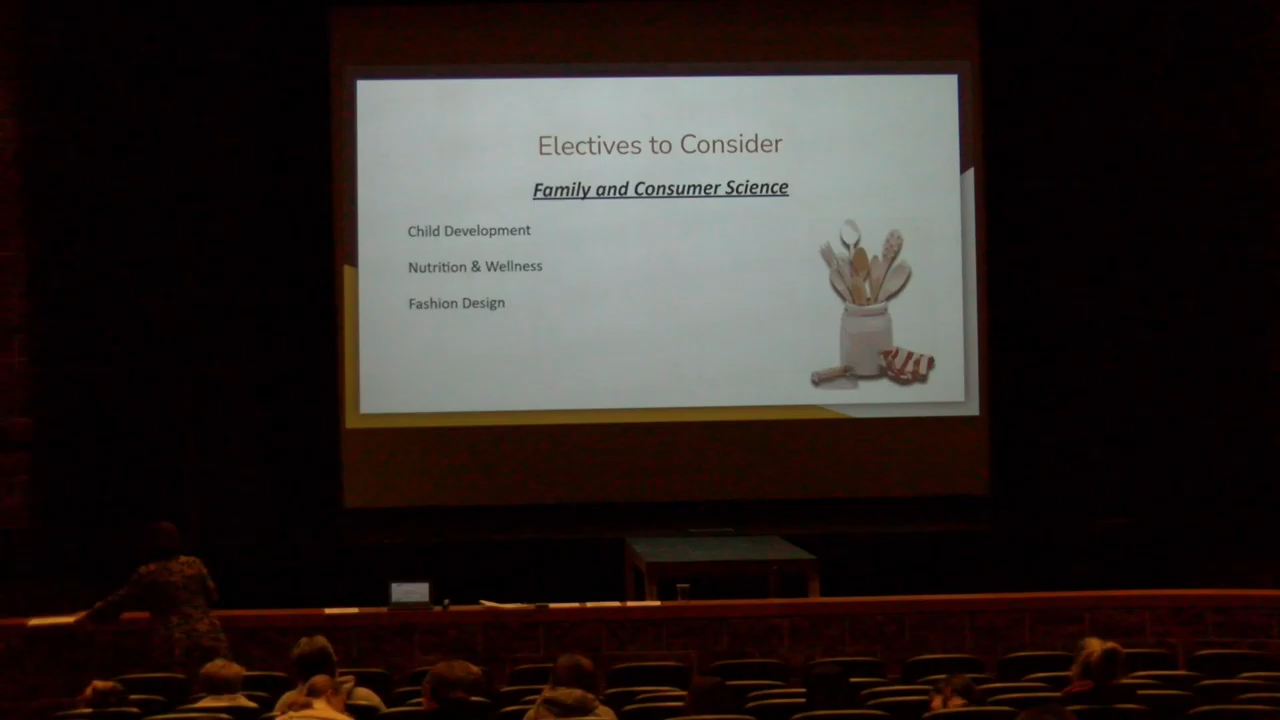 Electives to Consider
Family and Consumer Science
Child Development
Nutrition & Wellness
Fashion Design